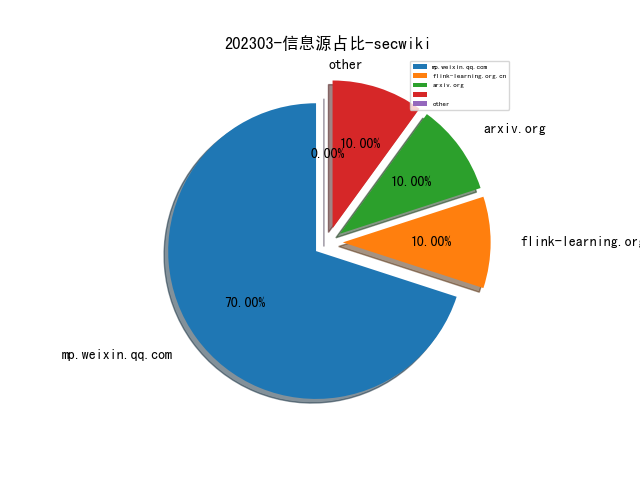 202303-信息源占比-secwiki
other
mp.weixin.qq.com
flink-learning.org.cn
arxiv.org
other
arxiv.org
10.00%
0.00%
10.00%
10.00%
flink-learning.org
70.00%
mp.weixin.qq.com